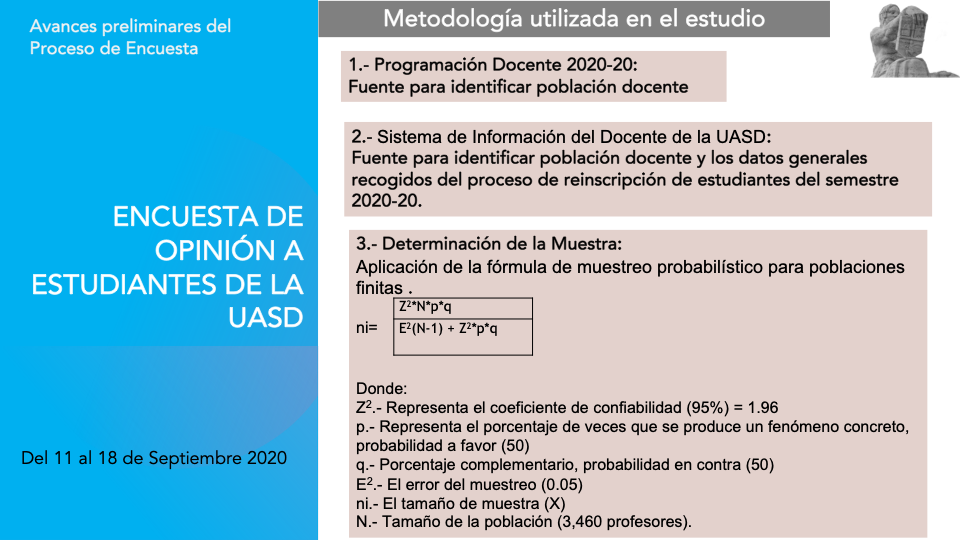 Avances preliminares del
Proceso de Encuesta
ENCUESTA DE
OPINIÓN A
ESTUDIANTES DE LA
UASD
Del 11 al 18 de Septiembre 2020
Metodología utilizada en el estudio
1.- Programación Docente 2020-20:
Fuente para identificar población docente
2.- Sistema de Información del Docente de la UASD:
Fuente para identificar población docente y los datos generales
recogidos del proceso de reinscripción de estudiantes del semestre
2020-20.
3.- Determinación de la Muestra:
Aplicación de la fórmula de muestreo probabilístico para poblaciones
finitas .
Z²*N*p*q
ni=
E²(N-1) + Z²*p*q
Donde:
Z².- Representa el coeficiente de confiabilidad (95%) = 1.96
p.- Representa el porcentaje de veces que se produce un fenómeno concreto,
probabilidad a favor (50)
q.- Porcentaje complementario, probabilidad en contra (50)
E².- El error del muestreo (0.05)
ni.- El tamaño de muestra (X)
N.- Tamaño de la población (3,460 profesores).